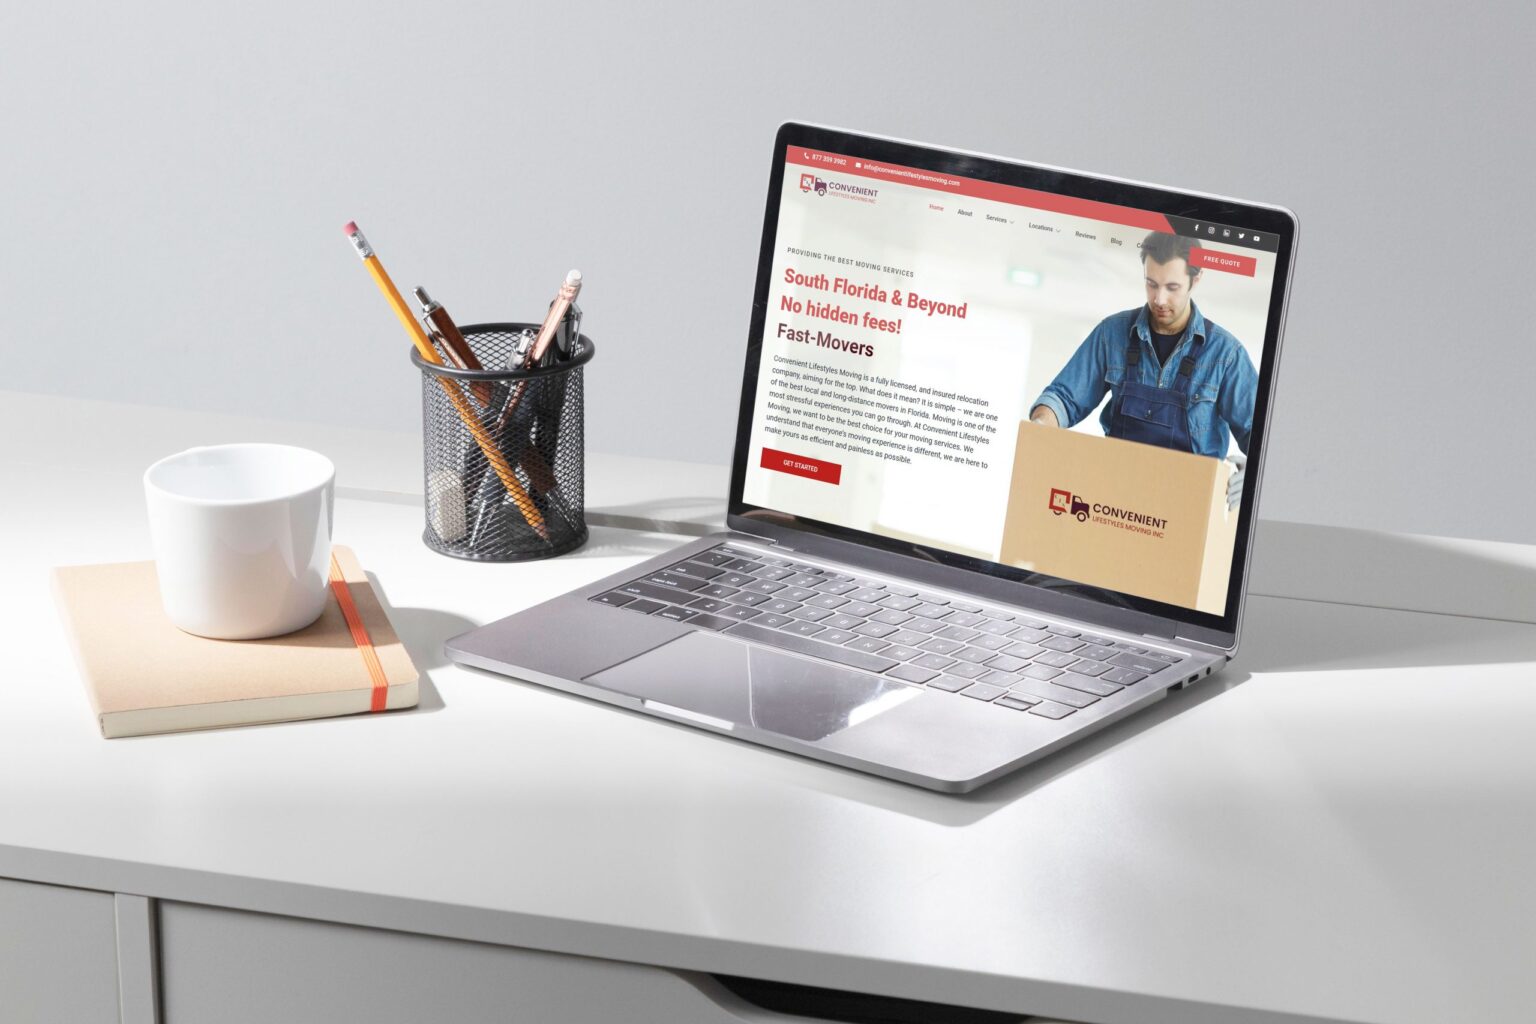 877 359 3982 info@convenientlifestylesmoving.com
CONVENIENT
LIFESTYLES MOVING INC
Home About Services Locations Reviews Blog
FREE QUOTE
PROVIDING THE BEST MOVING SERVICES
South Florida & Beyond
No hidden fees!
Fast-Movers
Convenient Lifestyles Moving is a fully licensed, and insured relocation
company, aiming for the top. What does it mean? It is simple – we are one
of the best local and long-distance movers in Florida. Moving is one of the
most stressful experiences you can go through. At Convenient Lifestyles
Moving, we want to be the best choice for your moving services. We
understand that everyone's moving experience is different, we are here to
make yours as efficient and painless as possible.
GET STARTED
CONVENIENT
LIFESTYLES MOVING INC